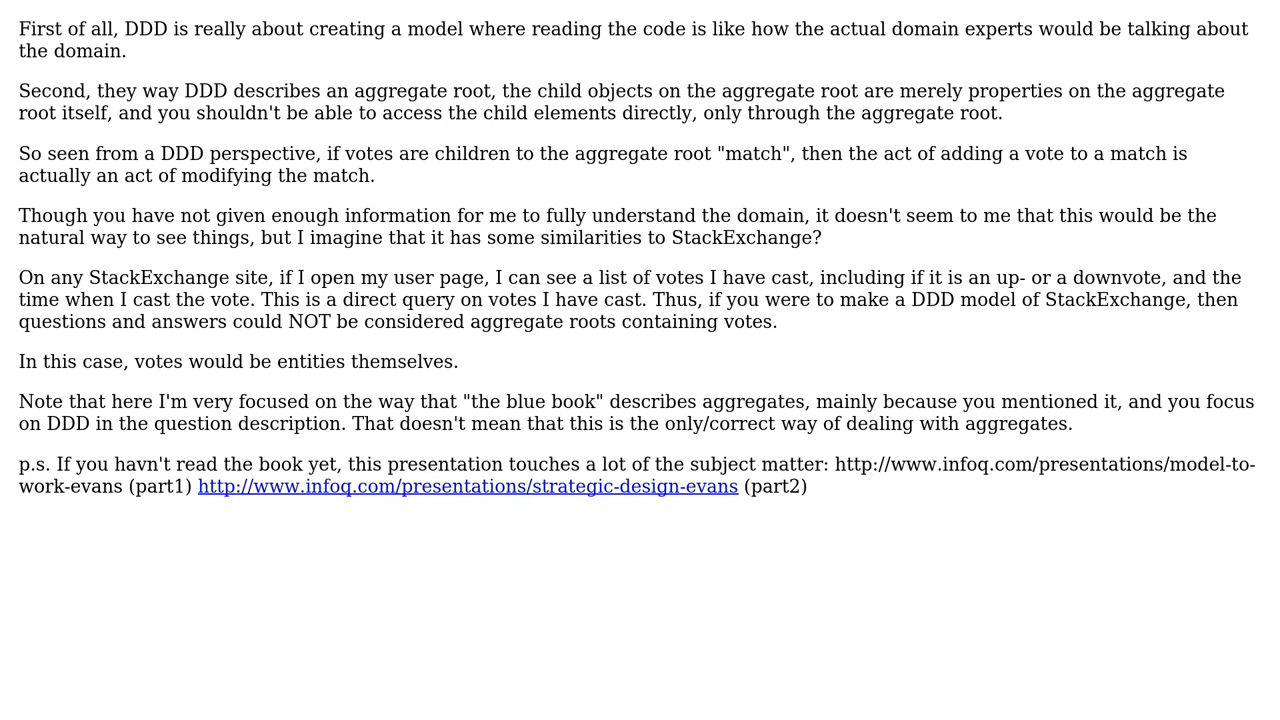 First of all, DDD is really about creating a model where reading the code is like how the actual domain experts would be talking about
the domain.
Second, they way DDD describes an aggregate root, the child objects on the aggregate root are merely properties on the aggregate
root itself, and you shouldn't be able to access the child elements directly, only through the aggregate root.
So seen from a DDD perspective, if votes are children to the aggregate root "match", then the act of adding a vote to a match is
actually an act of modifying the match.
Though you have not given enough information for me to fully understand the domain, it doesn't seem to me that this would be the
natural way to see things, but I imagine that it has some similarities to StackExchange?
On any StackExchange site, if I open my user page, I can see a list of votes I have cast, including if it is an up- or a downvote, and the
time when I cast the vote. This is a direct query on votes I have cast. Thus, if you were to make a DDD model of StackExchange, then
questions and answers could NOT be considered aggregate roots containing votes.
In this case, votes would be entities themselves.
Note that here I'm very focused on the way that "the blue book" describes aggregates, mainly because you mentioned it, and you focus
on DDD in the question description. That doesn't mean that this is the only/correct way of dealing with aggregates.
p.s. If you havn't read the book yet, this presentation touches a lot of the subject matter: http://www.infoq.com/presentations/model-to-
work-evans (part1) http://www.infoq.com/presentations/strategic-design-evans (part2)